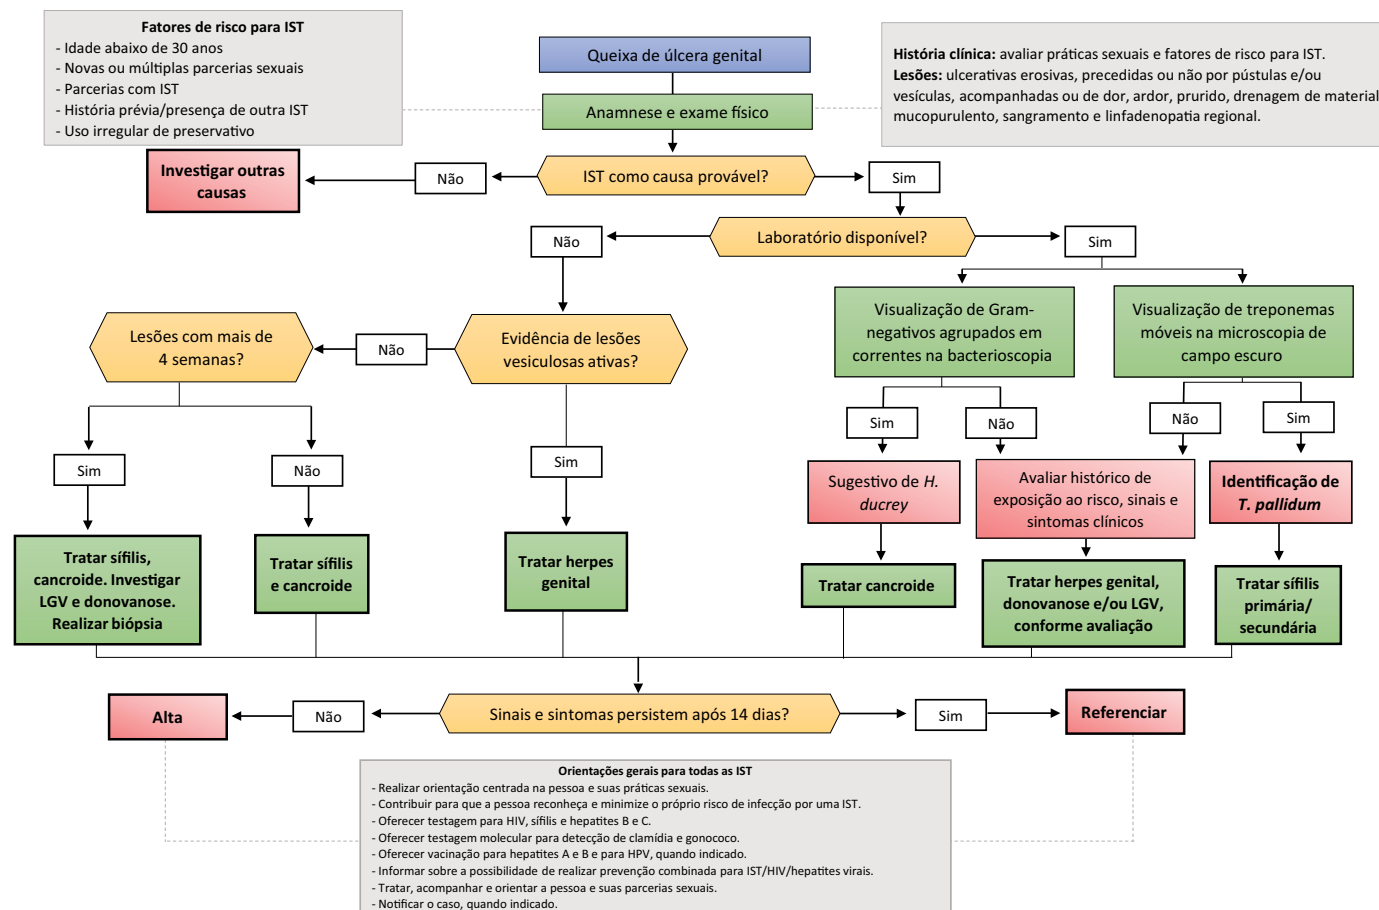 Fatores de risco para IST
- Idade abaixo de 30 anos
- Novas ou múltiplas parcerias sexuais
- Parcerias com IST
- História prévia/presença de outra IST
- Uso irregular de preservativo
Queixa de úlcera genital
Anamnese e exame físico
História clínica: avaliar práticas sexuais e fatores de risco para IST.
Lesões: ulcerativas erosivas, precedidas ou não por pústulas e/ou
vesículas, acompanhadas ou de dor, ardor, prurido, drenagem de material
mucopurulento, sangramento e linfadenopatia regional.
Investigar outras
causas
Não
IST como causa provável?
Sim
Não
Laboratório disponível?
Sim
Lesões com mais de
4 semanas?
Não
Evidência de lesões
vesiculosas ativas?
Visualização de Gram-
negativos agrupados em
correntes na bacterioscopia
Visualização de treponemas
móveis na microscopia de
campo escuro
Sim
Não
Sim
Sim
Não
Não
Sim
Sugestivo de H.
ducrey
Avaliar histórico de
exposição ao risco, sinais e
sintomas clínicos
Identificação de
T. pallidum
Tratar sífilis,
cancroide. Investigar
LGV e donovanose.
Realizar biópsia
Tratar sífilis
e cancroide
Tratar herpes
genital
Tratar cancroide
Tratar herpes genital,
donovanose e/ou LGV,
conforme avaliação
Tratar sífilis
primária/
secundária
Alta
Não
Sinais e sintomas persistem após 14 dias?
Sim
Referenciar
Orientações gerais para todas as IST
- Realizar orientação centrada na pessoa e suas práticas sexuais.
- Contribuir para que a pessoa reconheça e minimize o próprio risco de infecção por uma IST.
- Oferecer testagem para HIV, sífilis e hepatites B e C.
- Oferecer testagem molecular para detecção de clamídia e gonococo.
- Oferecer vacinação para hepatites A e B e para HPV, quando indicado.
- Informar sobre a possibilidade de realizar prevenção combinada para IST/HIV/hepatites virais.
- Tratar, acompanhar e orientar a pessoa e suas parcerias sexuais.
- Notificar o caso, quando indicado.